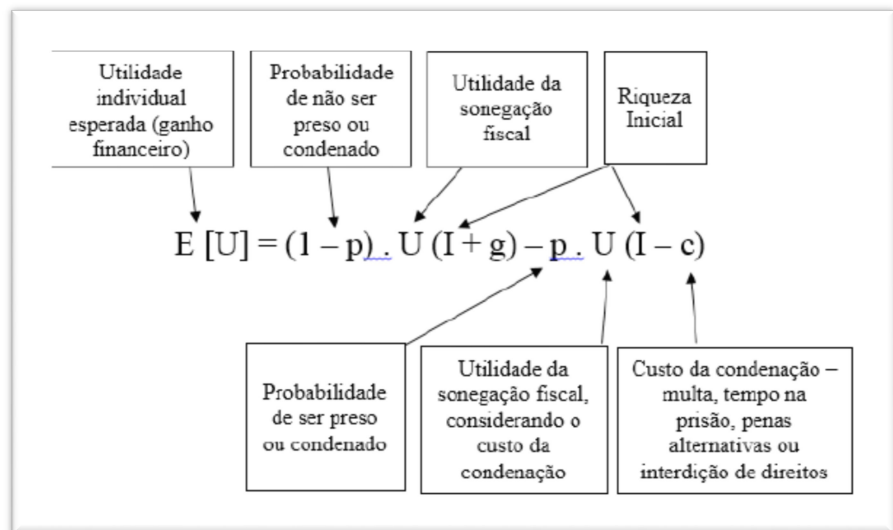 Utilidade
individual
esperada (ganho
financeiro)
Probabilidade
de não ser
preso ou
condenado
Utilidade da
sonegação
fiscal
Riqueza
Inicial
E [U] = (1 – p) . U (I + g) – p . U (I – c)
Probabilidade
de ser preso
ou condenado
Utilidade da
sonegação fiscal,
considerando o
custo da
condenação
Custo da condenação –
multa, tempo na
prisão, penas
alternativas ou
interdição de direitos